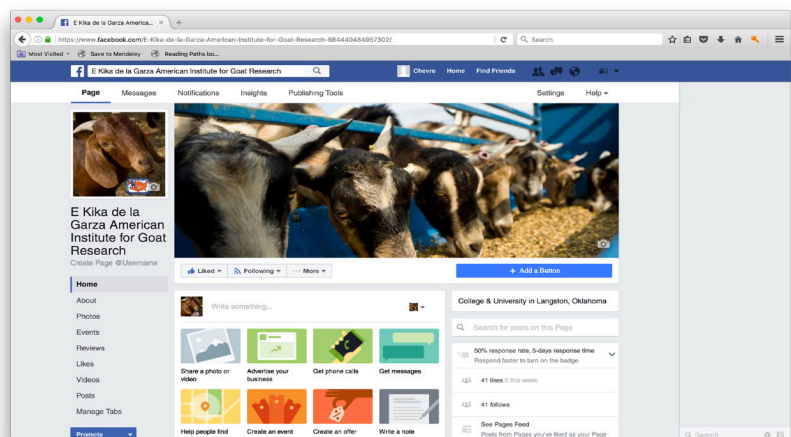 E Kika de la Garza America...
https://www.facebook.com/E-Kika-de-la-Garza-American-Institute-for-Goat-Research-984440484957302/
Search
Most Visited
Save to Mendeley
Reading Paths bo...
E Kika de la Garza American Institute for Goat Research
Chevre
Home
Find Friends
Page
Messages
Notifications
Insights
Publishing Tools
Settings
Help
E Kika de la
Garza American
Institute for Goat
Research
Create Page @Username
Liked
Following
More
+ Add a Button
Home
About
Photos
Events
Reviews
Likes
Videos
Posts
Manage Tabs
Promote
Write something...
Share a photo or
video
Advertise your
business
Get phone calls
Get messages
Help people find
Create an event
Create an offer
Write a note
College & University in Langston, Oklahoma
Search for posts on this Page
50% response rate, 5-days response time
Respond faster to turn on the badge
41 likes 0 this week
41 follows
See Pages Feed
Posts from Pages you've liked as your Page
Search